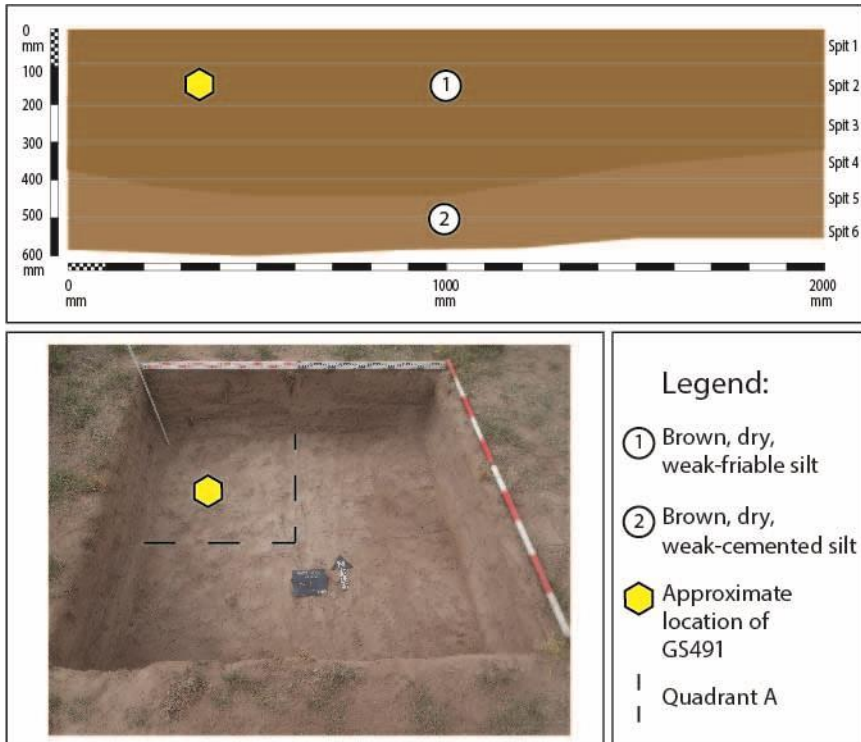 0
mm
100
200
300
400
500
600
mm
1
2
Spit 1
Spit 2
Spit 3
Spit 4
Spit 5
Spit 6
0
mm
1000
mm
2000
mm
Legend:
1 Brown, dry,
weak-friable silt
2 Brown, dry,
weak-cemented silt
Approximate
location of
GS491
Quadrant A